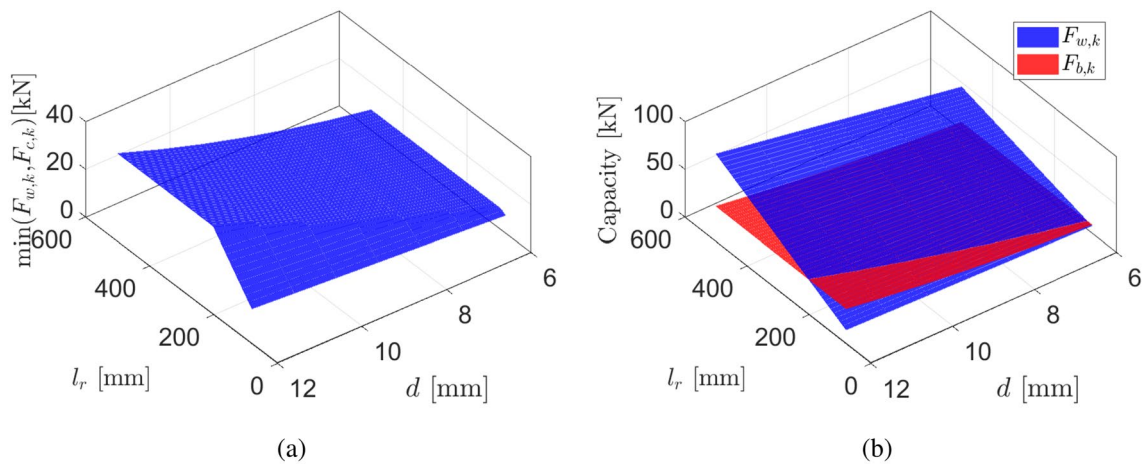 min(F_{w,k}, F_{c,k})[kN]
40
20
0
600
400
200
0
l_r [mm]
12
10
8
6
d [mm]
(a)
F_{w,k}
F_{b,k}
Capacity [kN]
100
50
0
600
400
200
0
l_r [mm]
12
10
8
6
d [mm]
(b)